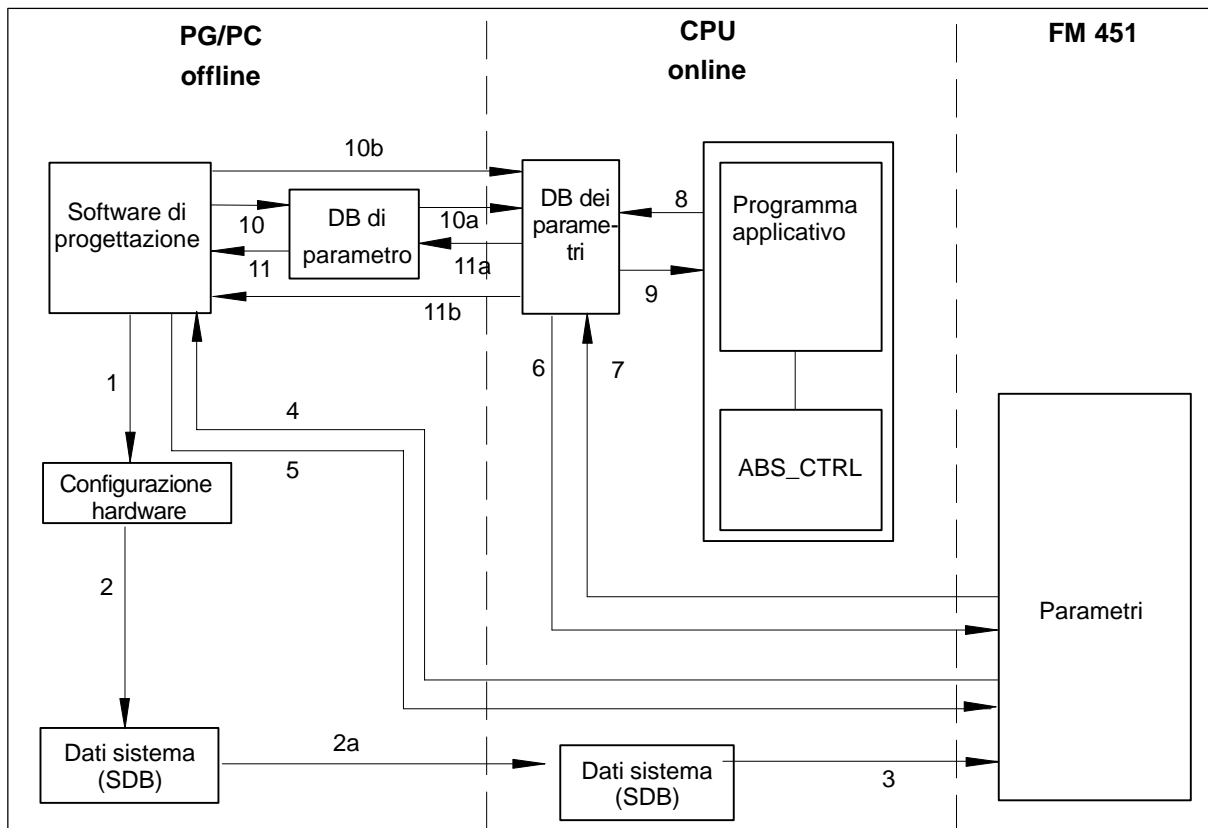 PG/PC
offline
CPU
online
FM 451
Software di
progettazione
10b
10
DB di
parametro
11
10a
11a
11b
DB dei
parame-
tri
8
9
Programma
applicativo
ABS_CTRL
1
4
5
6
7
Configurazione
hardware
2
Parametri
Dati sistema
(SDB)
2a
Dati sistema
(SDB)
3